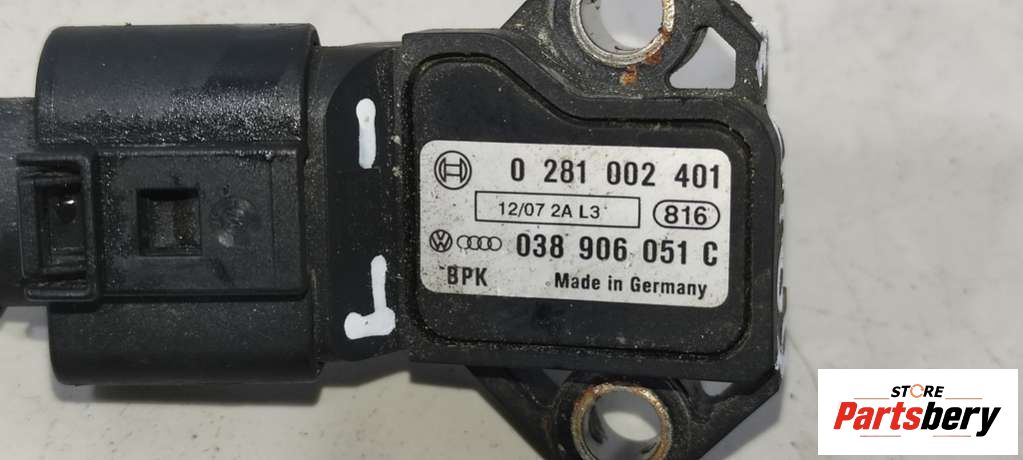 0 281 002 401
12/07 2A L3 816
038 906 051 C
BPK Made in Germany
STORE
Partsbery